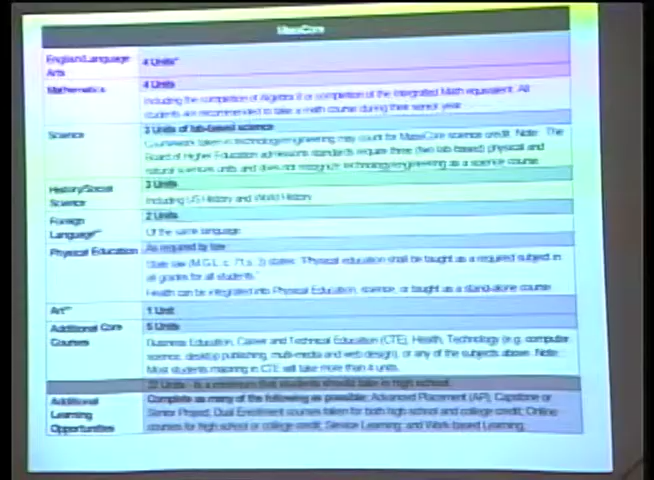 MassCore
English/Language
Arts
4 Units*
Mathematics
4 Units
Including the completion of Algebra II or completion of the Integrated Math equivalent. All
students are recommended to take a math course during their senior year.
Science
3 Units of lab-based science
Coursework taken in technology/engineering may count for MassCore science credit. Note: The
Board of Higher Education admissions standards require three (two lab-based) physical and
natural sciences units and does not recognize technology/engineering as a science course.
History/Social
Science
3 Units
Including US History and World History.
Foreign
Language**
2 Units
Of the same language
Physical Education
As required by law
State law (M.G.L. c. 71, s. 3) states: "Physical education shall be taught as a required subject in
all grades for all students."
Health can be integrated into Physical Education, science, or taught as a stand-alone course.
Art**
1 Unit
Additional Core
Courses
5 Units
Business Education, Career and Technical Education (CTE), Health, Technology (e.g. computer
science, desktop publishing, multi-media and web design), or any of the subjects above. Note:
Most students majoring in CTE will take more than 4 units.
22 Units - is a minimum that students should take in high school.
Additional
Learning
Opportunities
Complete as many of the following as possible: Advanced Placement (AP); Capstone or
Senior Project; Dual Enrollment courses taken for both high school and college credit; Online
courses for high school or college credit; Service Learning; and Work-based Learning.